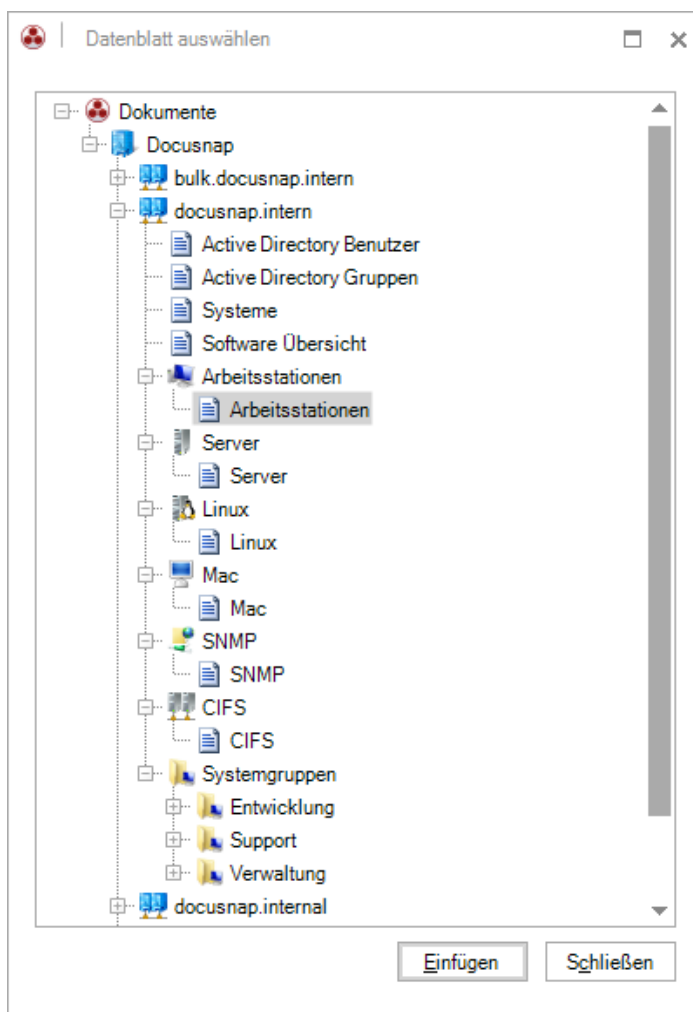 Datenblatt auswählen
Dokumente
Docusnap
bulk.docusnap.intern
docusnap.intern
Active Directory Benutzer
Active Directory Gruppen
Systeme
Software Übersicht
Arbeitsstationen
Arbeitsstationen
Server
Server
Linux
Linux
Mac
Mac
SNMP
SNMP
CIFS
CIFS
Systemgruppen
Entwicklung
Support
Verwaltung
docusnap.internal
Einfügen Schließen